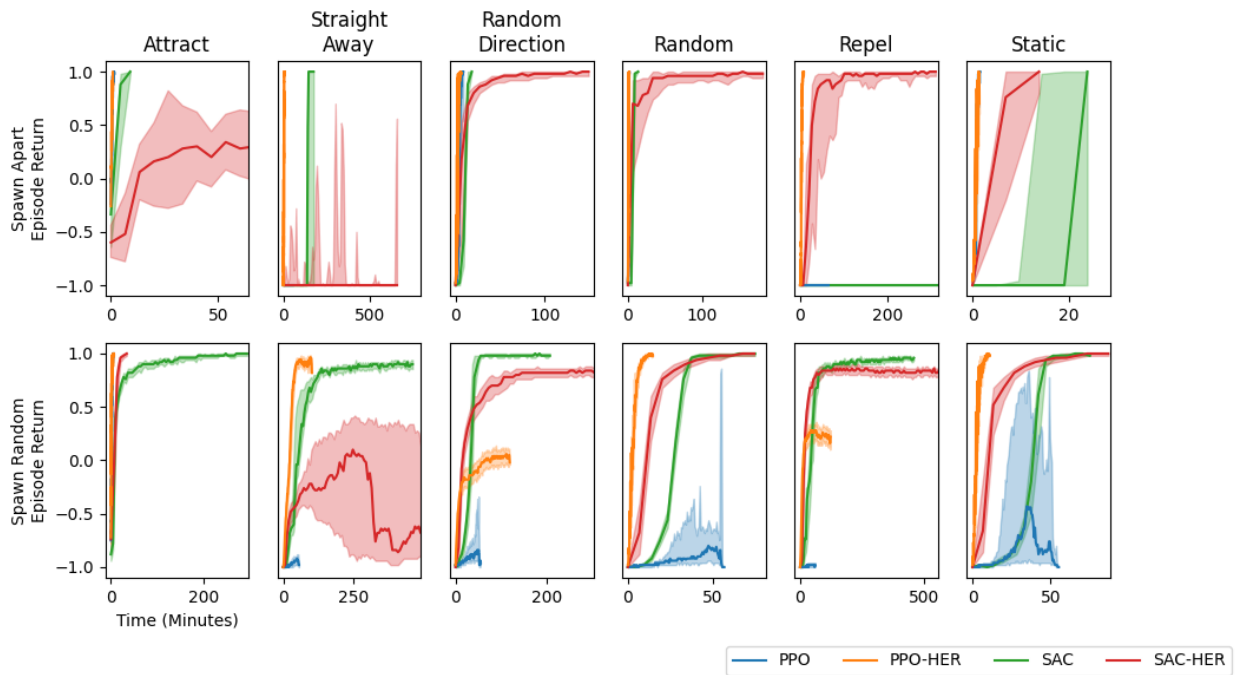 Attract
Straight
Away
Random
Direction
Random
Repel
Static
Spawn Apart
Episode Return
1.0
0.5
0.0
−0.5
−1.0
0 50
0 500
0 100
0 100
0 200
0 20
Spawn Random
Episode Return
1.0
0.5
0.0
−0.5
−1.0
0 200
0 250
0 200
0 50
0 500
0 50
Time (Minutes)
PPO PPO-HER SAC SAC-HER